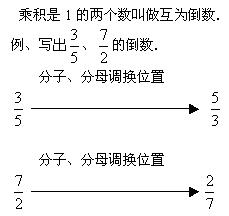 乘积是1的两个数叫做互为倒数.
例、写出3/5、7/2的倒数.
分子、分母调换位置
3/5 → 5/3
分子、分母调换位置
7/2 → 2/7